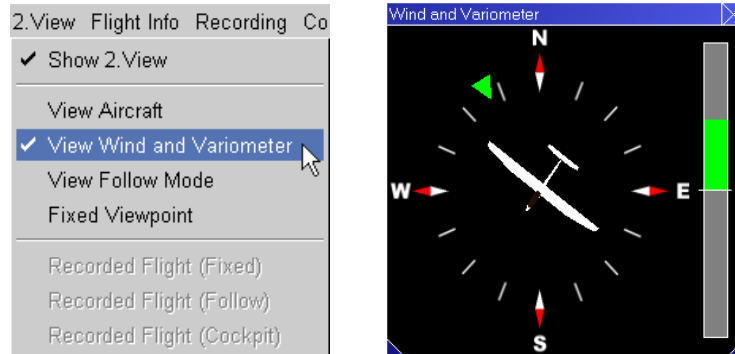 2.View Flight Info Recording Co
✓ Show 2.View
View Aircraft
✓ View Wind and Variometer
View Follow Mode
Fixed Viewpoint
Recorded Flight (Fixed)
Recorded Flight (Follow)
Recorded Flight (Cockpit)
Wind and Variometer
N
W E
S